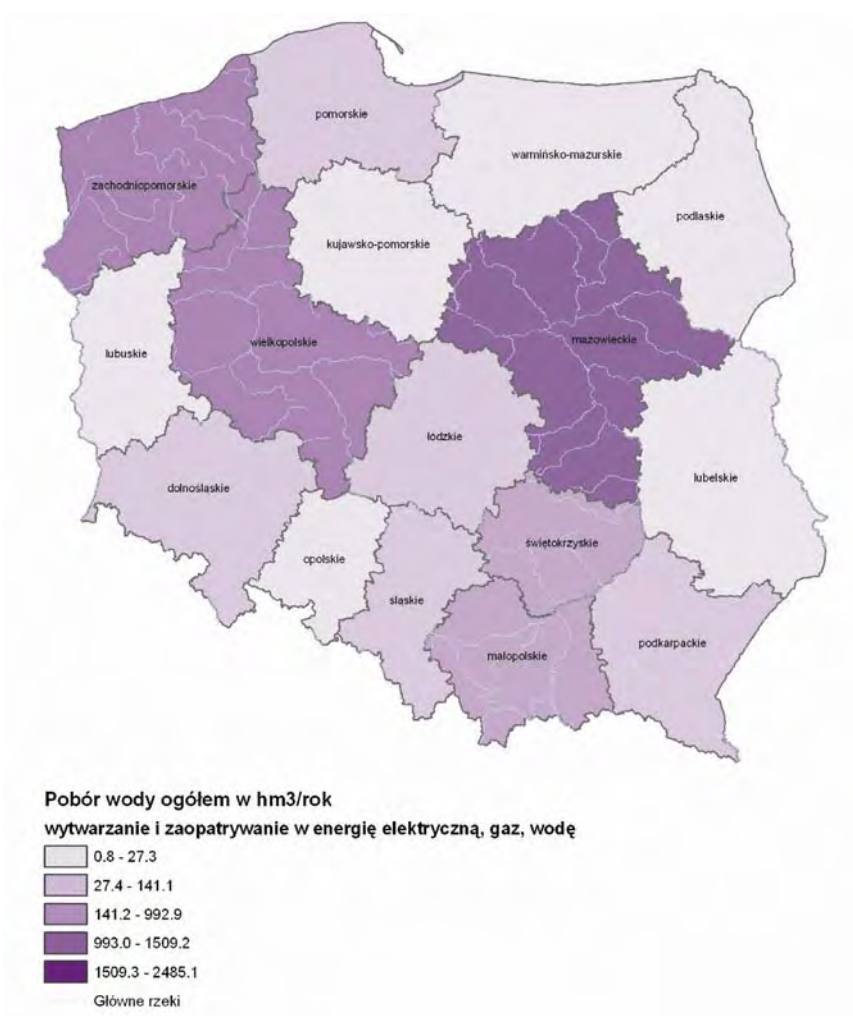 pomorskie
warmińsko-mazurskie
zachodniopomorskie
podlaskie
kujawsko-pomorskie
mazowieckie
wielkopolskie
lubuskie
łódzkie
lubelskie
dolnośląskie
świętokrzyskie
opolskie
śląskie
podkarpackie
małopolskie
Pobór wody ogółem w hm3/rok
wytwarzanie i zaopatrywanie w energię elektryczną, gaz, wodę
0.8 - 27.3
27.4 - 141.1
141.2 - 992.9
993.0 - 1509.2
1509.3 - 2485.1
Główne rzeki